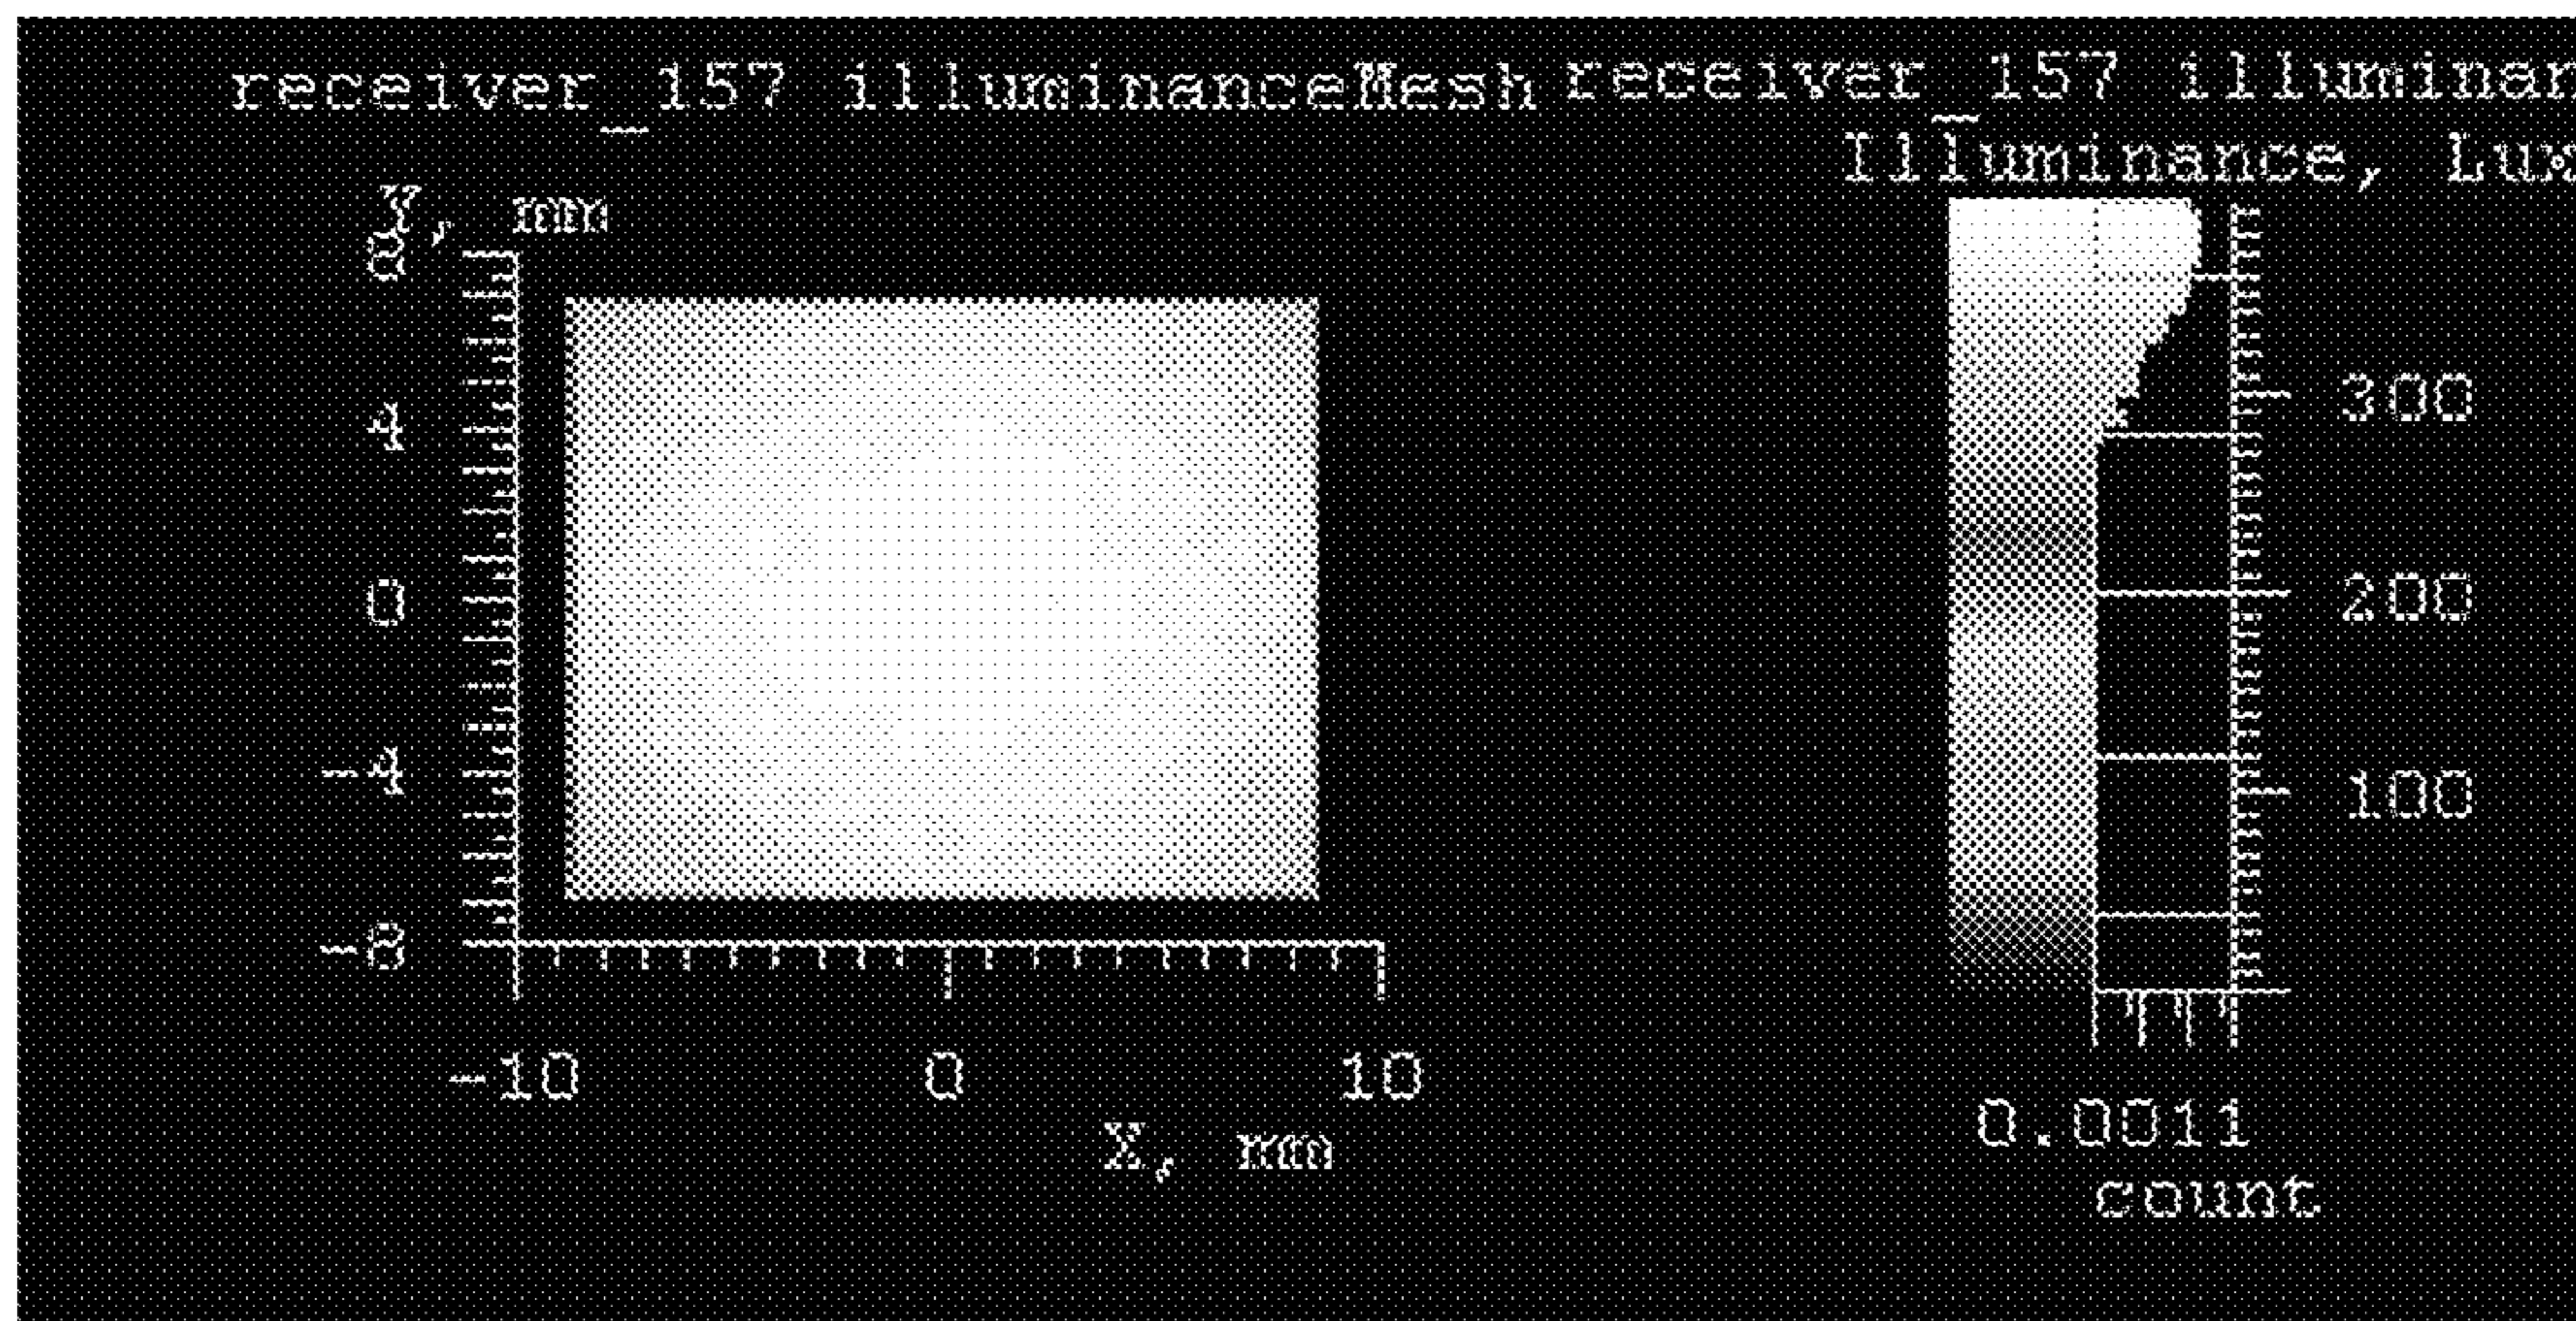 receiver_157 illuminanceMesh
receiver_157 illuminan
Illuminance, Lux
Y, mm
8
4
0
-4
-8
-10 0 10
X, mm
300
200
100
0.0011
count